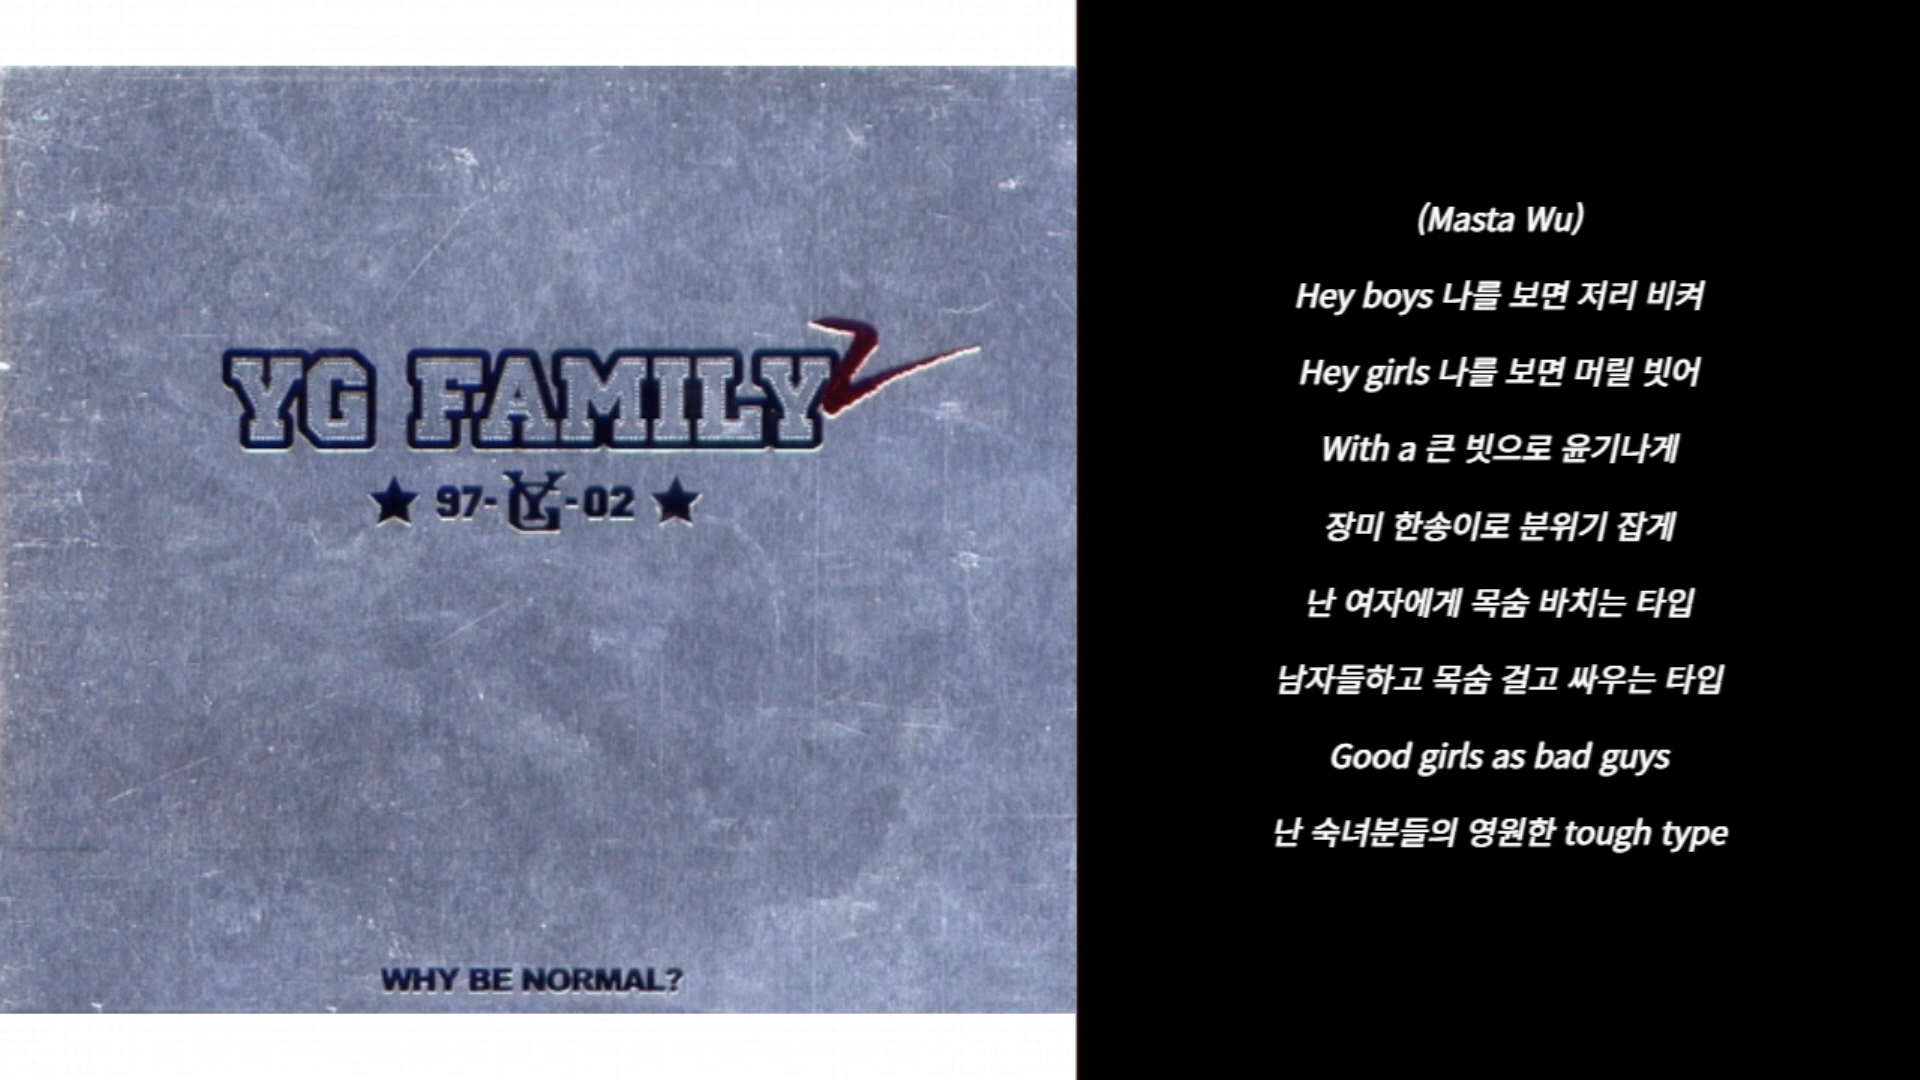 YG FAMILY 2
★ 97-YG-02 ★
WHY BE NORMAL?
(Masta Wu)
Hey boys 나를 보면 저리 비켜
Hey girls 나를 보면 머릴 빗어
With a 큰 빗으로 윤기나게
장미 한송이로 분위기 잡게
난 여자에게 목숨 바치는 타입
남자들하고 목숨 걸고 싸우는 타입
Good girls as bad guys
난 숙녀분들의 영원한 tough type